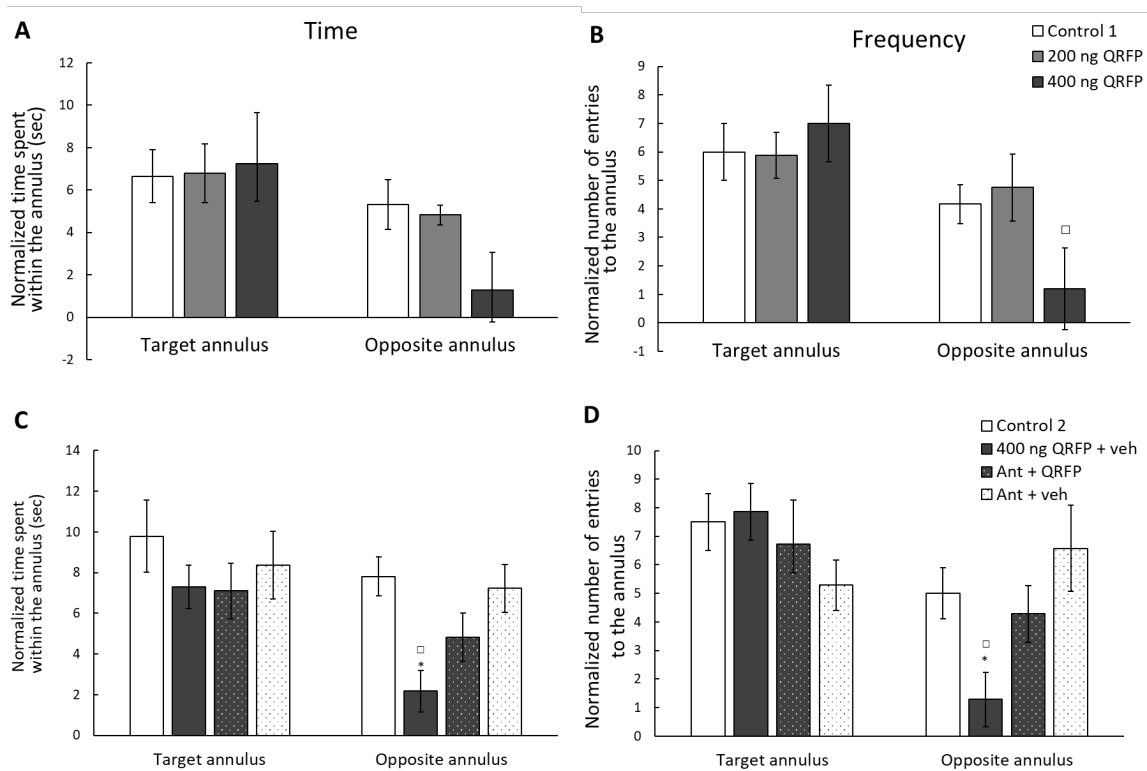 A
Time
Normalized time spent
within the annulus (sec)
12
10
8
6
4
2
0
-2
Target annulus
Opposite annulus
B
Frequency
Control 1
200 ng QRFP
400 ng QRFP
Normalized number of entries
to the annulus
9
8
7
6
5
4
3
2
1
0
-1
□
Target annulus
Opposite annulus
C
Normalized time spent
within the annulus (sec)
14
12
10
8
6
4
2
0
□
*
Target annulus
Opposite annulus
D
Control 2
400 ng QRFP + veh
Ant + QRFP
Ant + veh
Normalized number of entries
to the annulus
10
9
8
7
6
5
4
3
2
1
0
□
*
Target annulus
Opposite annulus